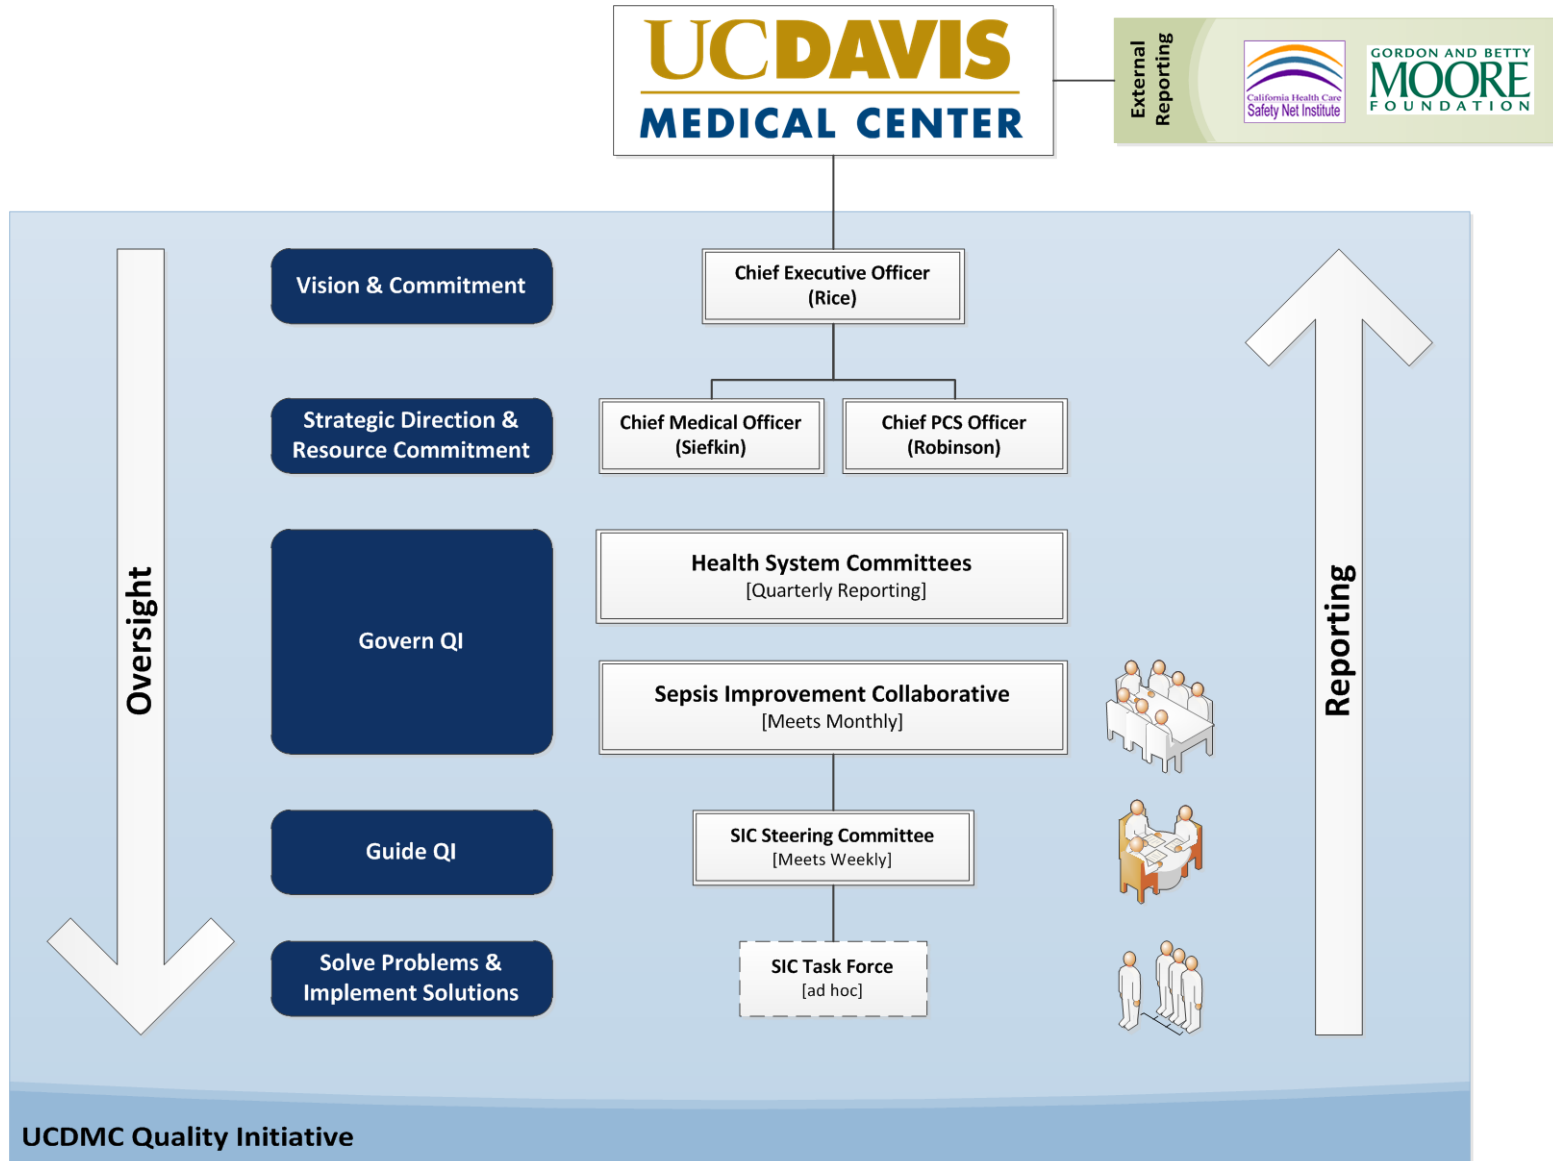 UCDAVIS
MEDICAL CENTER
External
Reporting
California Health Care
Safety Net Institute
GORDON AND BETTY
MOORE
FOUNDATION
Oversight
Vision & Commitment
Chief Executive Officer
(Rice)
Strategic Direction &
Resource Commitment
Chief Medical Officer
(Siefkin)
Chief PCS Officer
(Robinson)
Govern QI
Health System Committees
[Quarterly Reporting]
Sepsis Improvement Collaborative
[Meets Monthly]
Guide QI
SIC Steering Committee
[Meets Weekly]
Solve Problems &
Implement Solutions
SIC Task Force
[ad hoc]
Reporting
UCDMC Quality Initiative